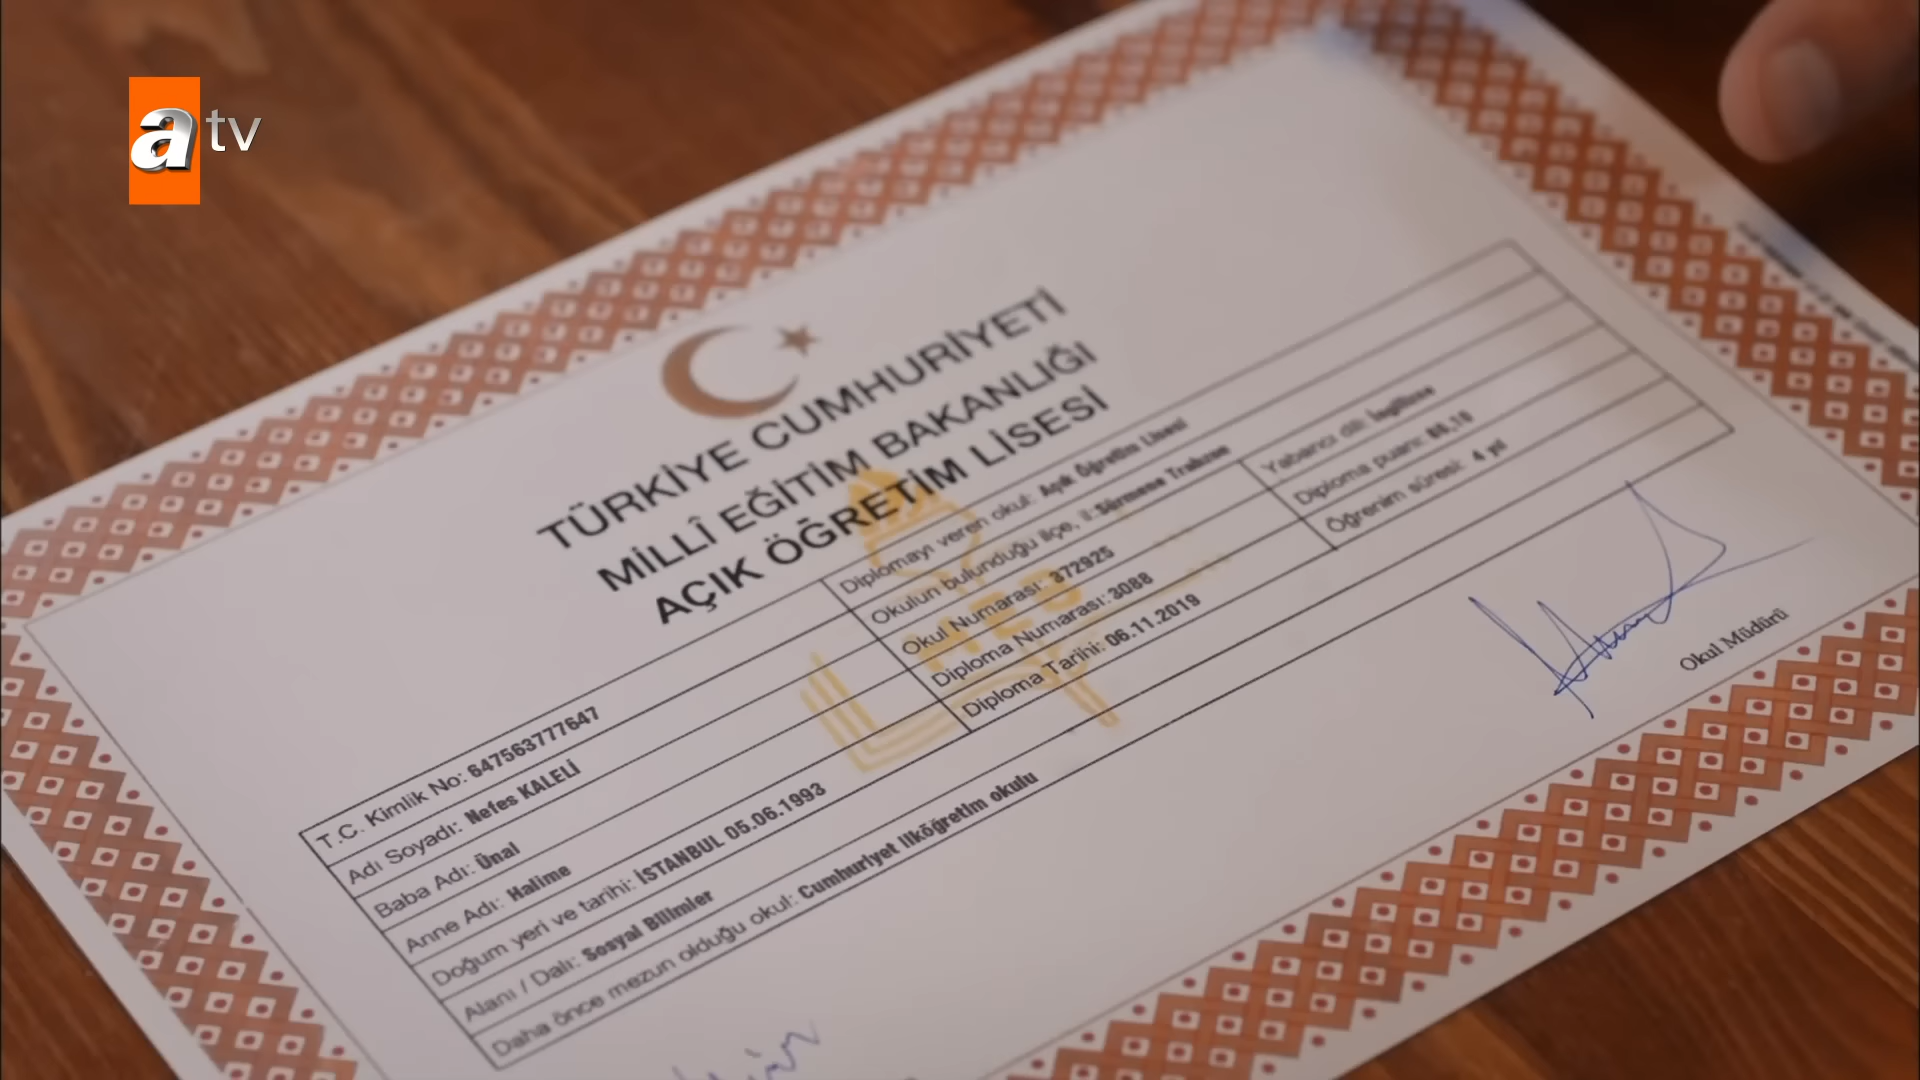 atv
TÜRKİYE CUMHURİYETİ
MİLLÎ EĞİTİM BAKANLIĞI
AÇIK ÖĞRETİM LİSESİ
T.C. Kimlik No: 647563777647
Adı Soyadı: Nefes KALELİ
Baba Adı: Ünal
Anne Adı: Halime
Doğum yeri ve tarihi: İSTANBUL 05.06.1993
Alanı / Dalı: Sosyal Bilimler
Daha önce mezun olduğu okul: Cumhuriyet ilköğretim okulu
Diplomayı veren okul: Açık Öğretim Lisesi
Okulun bulunduğu ilçe, il:Sürmene Trabzon
Okul Numarası: 372925
Diploma Numarası: 3088
Diploma Tarihi: 06.11.2019
Yabancı dili: İngilizce
Diploma puanı: 86,10
Öğrenim süresi: 4 yıl
Okul Müdürü